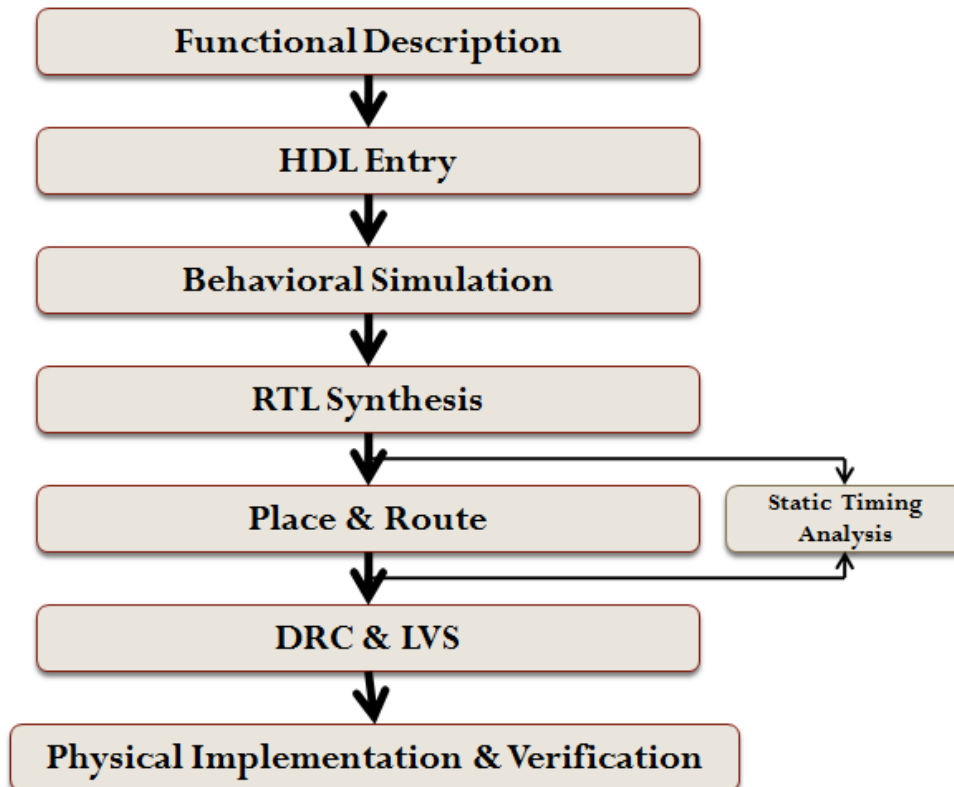 Functional Description
HDL Entry
Behavioral Simulation
RTL Synthesis
Place & Route
Static Timing
Analysis
DRC & LVS
Physical Implementation & Verification